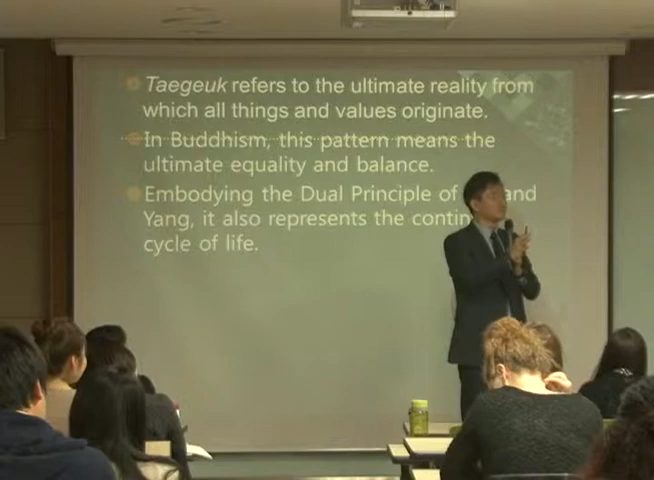 Taegeuk refers to the ultimate reality from
which all things and values originate.
In Buddhism, this pattern means the
ultimate equality and balance.
Embodying the Dual Principle of and
Yang, it also represents the contin
cycle of life.